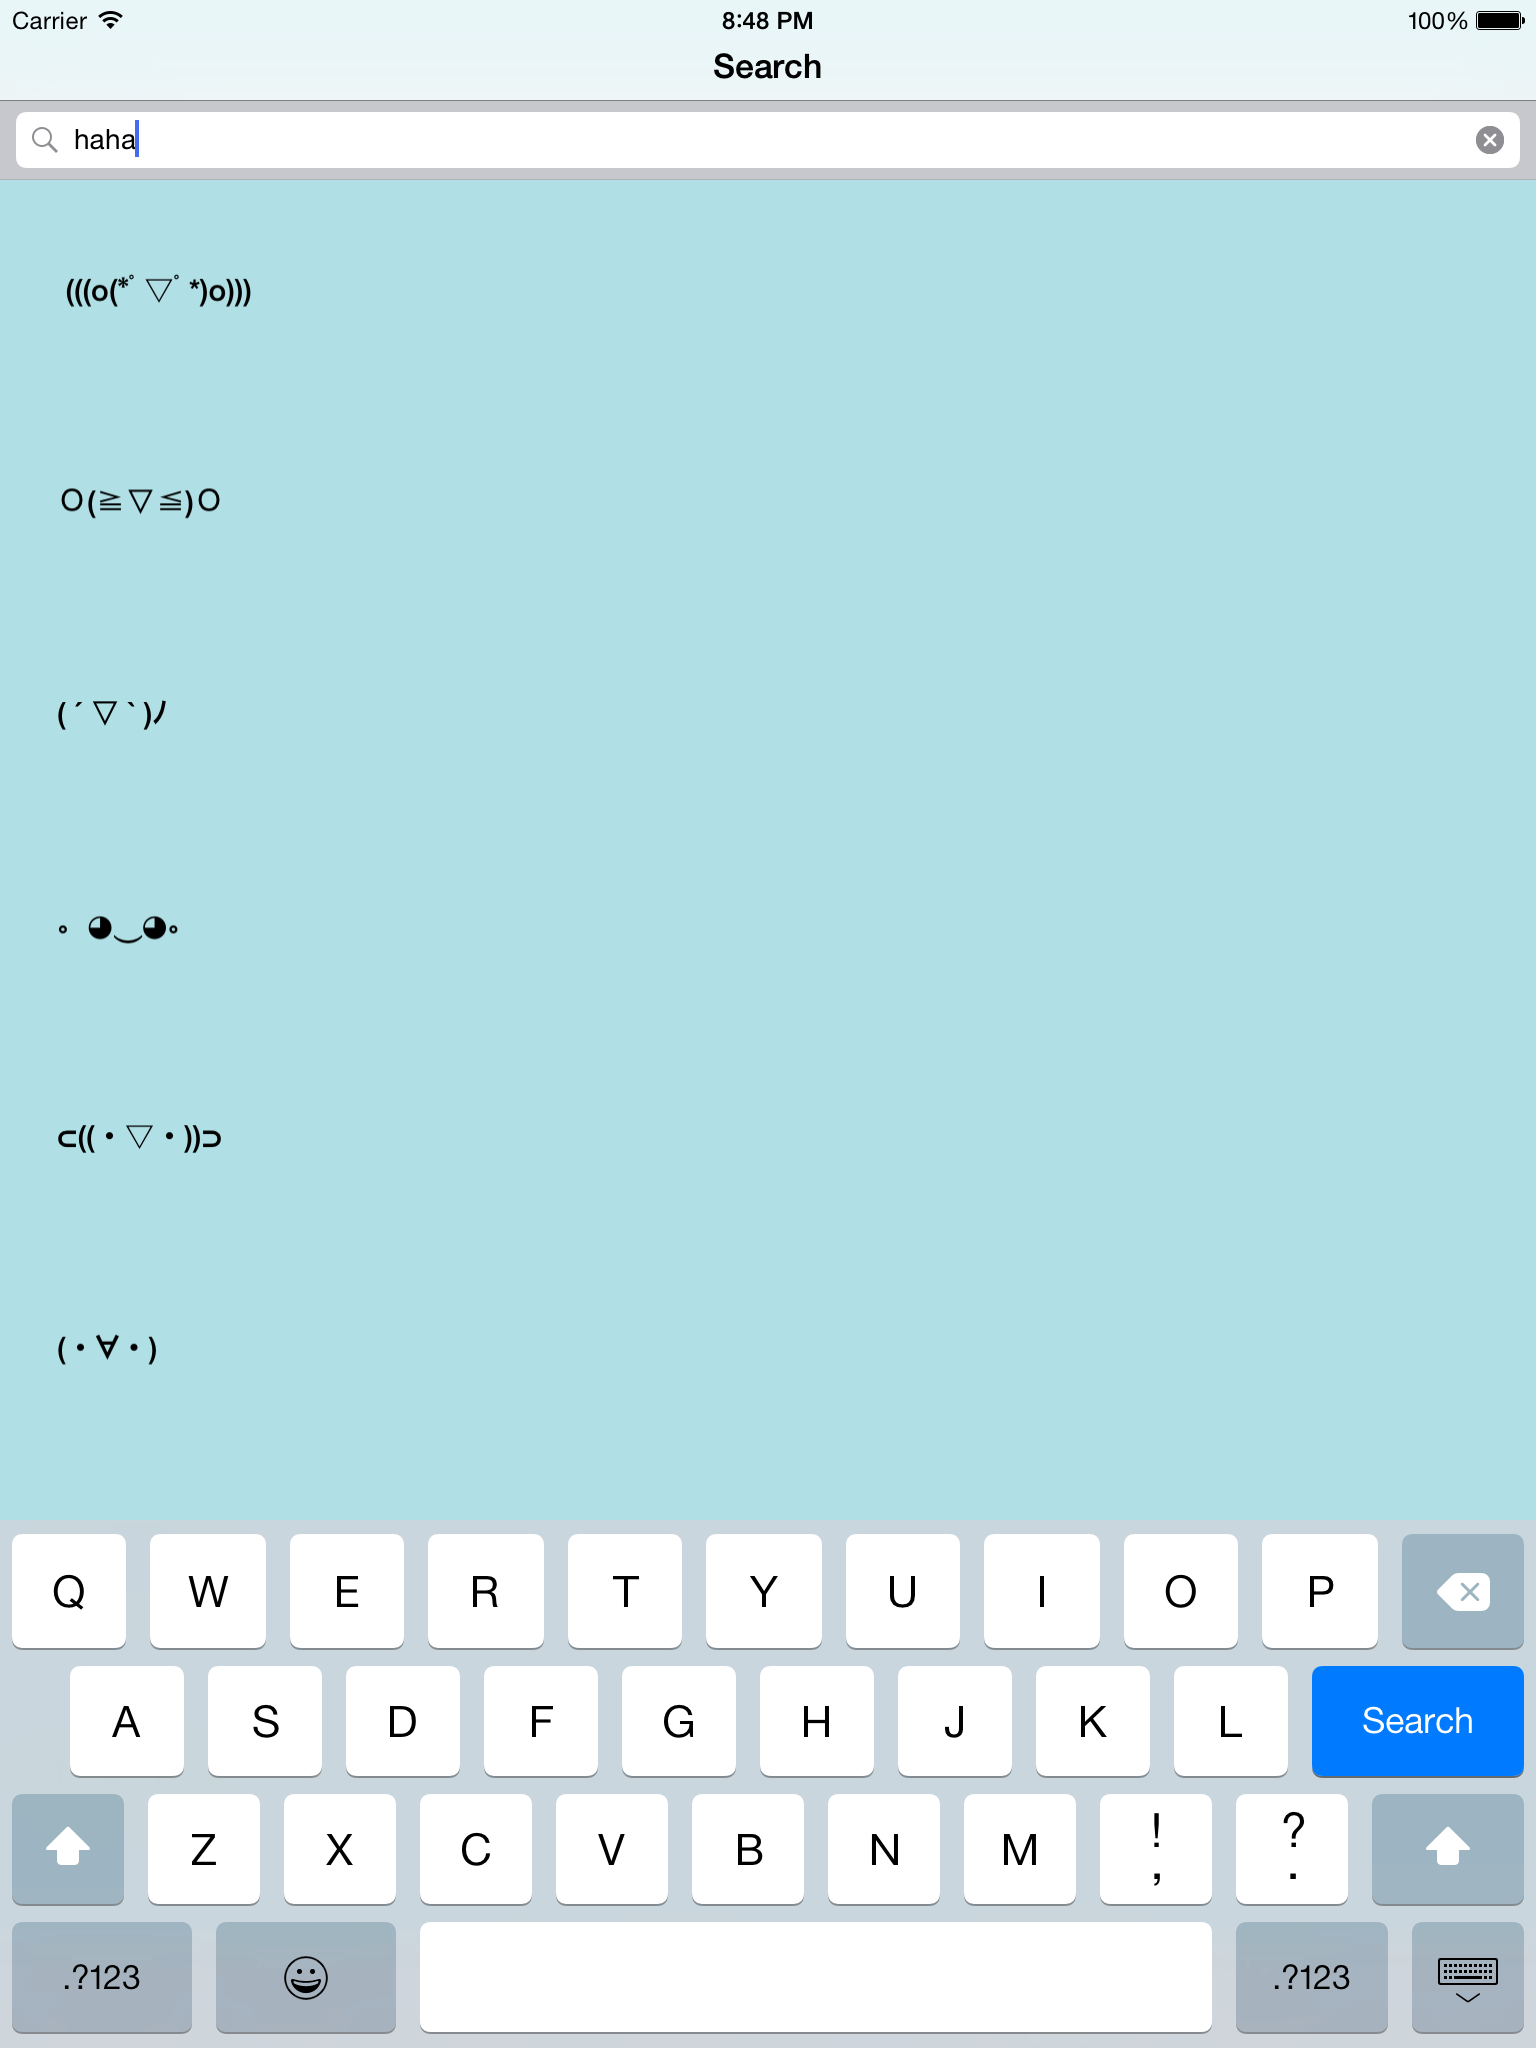 Carrier 8:48 PM 100%
Search
haha
(((o(*ﾟ▽ﾟ*)o)))
Ｏ(≧▽≦)Ｏ
( ´ ▽ ` )ﾉ
∘ ◕‿◕∘
⊂((・▽・))⊃
(・∀・)
Q W E R T Y U I O P
A S D F G H J K L Search
Z X C V B N M ! , ? .
.?123 .?123